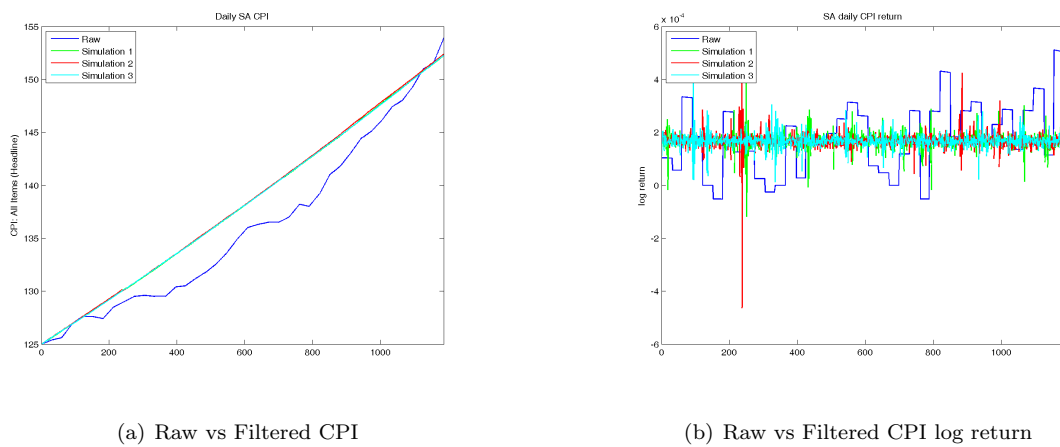 Daily SA CPI
155
150
145
140
135
130
125
CPI: All Items (Headline)
Raw
Simulation 1
Simulation 2
Simulation 3
0
200
400
600
800
1000
(a) Raw vs Filtered CPI
x 10⁻⁴
SA daily CPI return
6
4
2
0
-2
-4
-6
log return
Raw
Simulation 1
Simulation 2
Simulation 3
0
200
400
600
800
1000
(b) Raw vs Filtered CPI log return